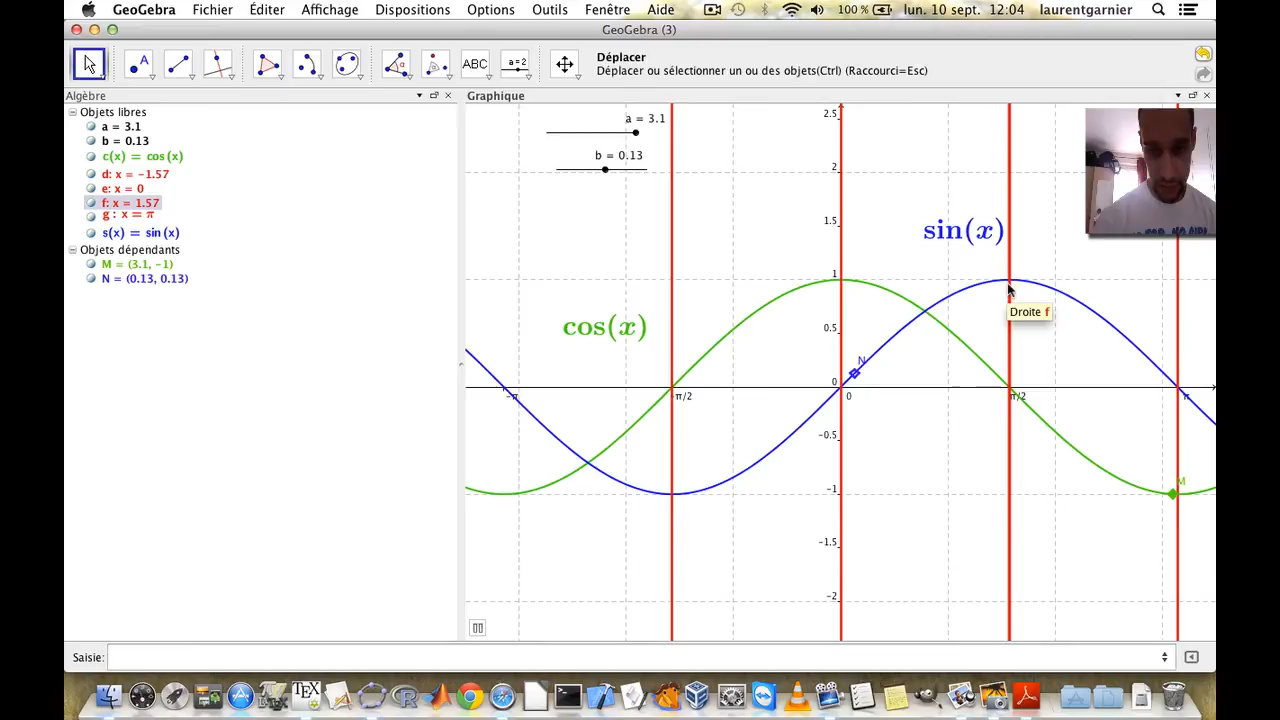 GeoGebra Fichier Éditer Affichage Dispositions Options Outils Fenêtre Aide 100 % lun. 10 sept. 12:04 laurentgarnier
GeoGebra (3)
A ABC a=2 Déplacer
Déplacer ou sélectionner un ou des objets(Ctrl) (Raccourci=Esc)
Algèbre
Graphique
Objets libres
a = 3.1
b = 0.13
c(x) = cos(x)
d: x = −1.57
e: x = 0
f: x = 1.57
g : x = π
s(x) = sin(x)
Objets dépendants
M = (3.1, −1)
N = (0.13, 0.13)
a = 3.1
b = 0.13
2.5
2
1.5
sin(x)
1
cos(x)
0.5
Droite f
N
0
-π
-π/2
0
π/2
π
−0.5
M
−1
−1.5
−2
Saisie:
TEX
R